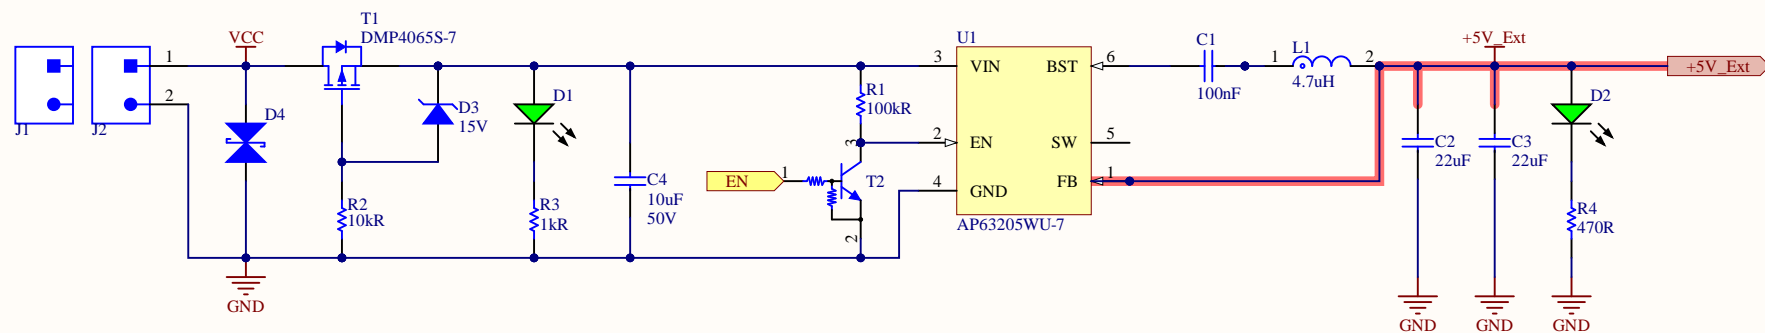 J1
J2
1
2
VCC
D4
GND
T1
DMP4065S-7
D3
15V
R2
10kR
D1
R3
1kR
C4
10uF
50V
EN
1
3
T2
2
R1
100kR
U1
3
VIN
BST
6
2
EN
SW
5
4
GND
FB
1
AP63205WU-7
C1
100nF
1
L1
2
4.7uH
+5V_Ext
+5V_Ext
C2
22uF
GND
C3
22uF
GND
D2
R4
470R
GND